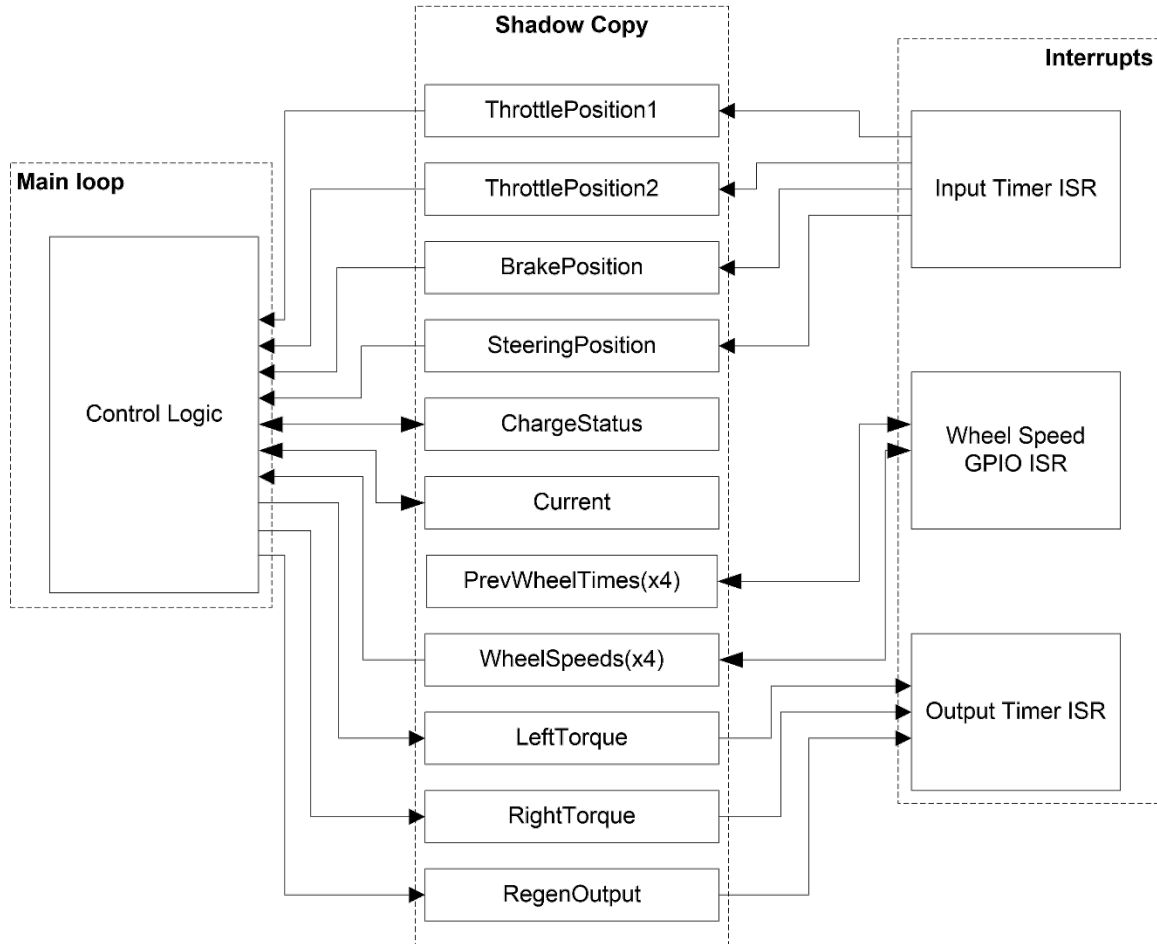 Shadow Copy
Interrupts
Main loop
ThrottlePosition1
ThrottlePosition2
BrakePosition
SteeringPosition
ChargeStatus
Current
PrevWheelTimes(x4)
WheelSpeeds(x4)
LeftTorque
RightTorque
RegenOutput
Control Logic
Input Timer ISR
Wheel Speed
GPIO ISR
Output Timer ISR